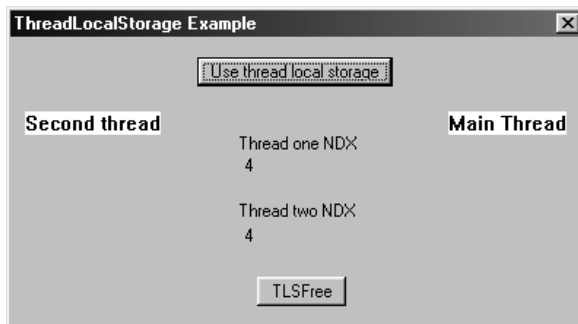 ThreadLocalStorage Example
Use thread local storage
Second thread
Main Thread
Thread one NDX
4
Thread two NDX
4
TLSFree